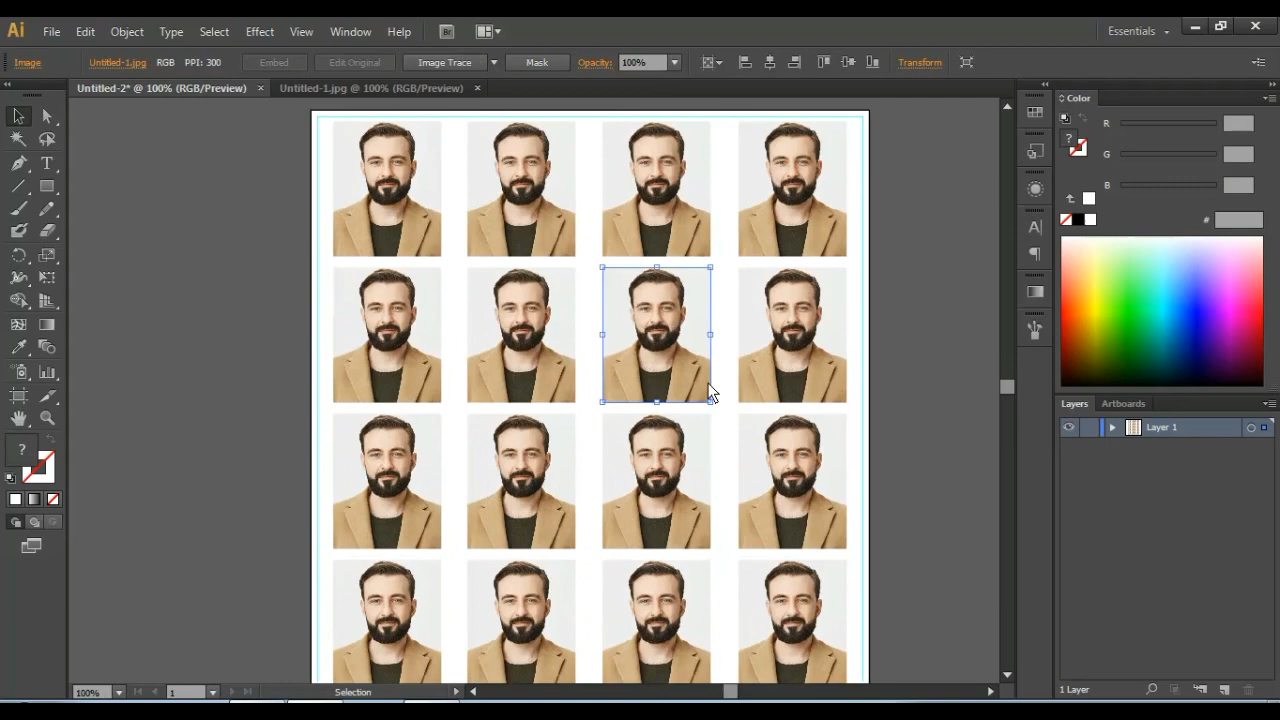 Ai File Edit Object Type Select Effect View Window Help Br Essentials
Image Untitled-1.jpg RGB PPI: 300 Embed Edit Original Image Trace Mask Opacity: 100% Transform
Untitled-2* @ 100% (RGB/Preview) × Untitled-1.jpg @ 100% (RGB/Preview) ×
Color
R
G
B
#
?
?
Layers Artboards
Layer 1
100% 1 Selection
1 Layer